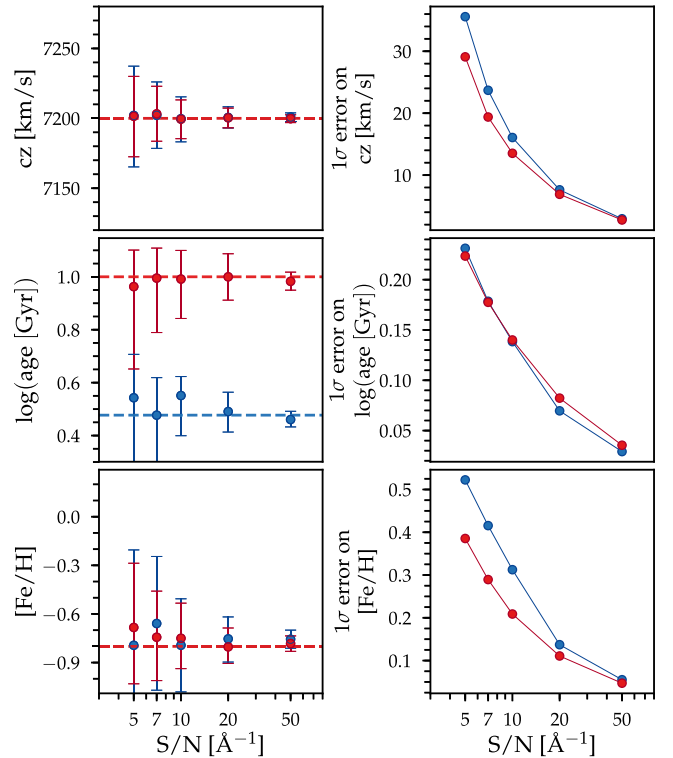 7250
7200
7150
cz [km/s]
30
20
10
1σ error on
cz [km/s]
1.0
0.8
0.6
0.4
log(age [Gyr])
0.20
0.15
0.10
0.05
1σ error on
log(age [Gyr])
0.0
−0.3
−0.6
−0.9
[Fe/H]
0.5
0.4
0.3
0.2
0.1
1σ error on
[Fe/H]
5 7 10 20 50
S/N [Å⁻¹]
5 7 10 20 50
S/N [Å⁻¹]